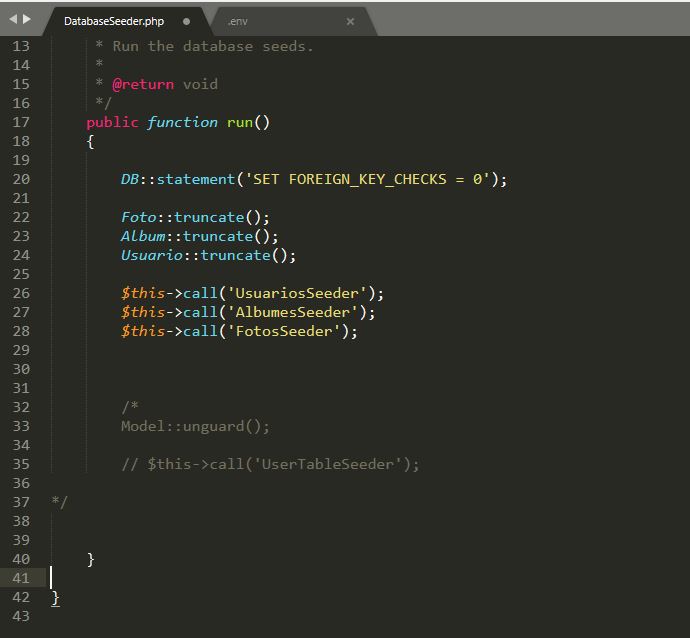 DatabaseSeeder.php
.env
13 * Run the database seeds.
14 *
15 * @return void
16 */
17 public function run()
18 {
19
20 DB::statement('SET FOREIGN_KEY_CHECKS = 0');
21
22 Foto::truncate();
23 Album::truncate();
24 Usuario::truncate();
25
26 $this->call('UsuariosSeeder');
27 $this->call('AlbumesSeeder');
28 $this->call('FotosSeeder');
29
30
31
32 /*
33 Model::unguard();
34
35 // $this->call('UserTableSeeder');
36
37 */
38
39
40 }
41
42 }
43